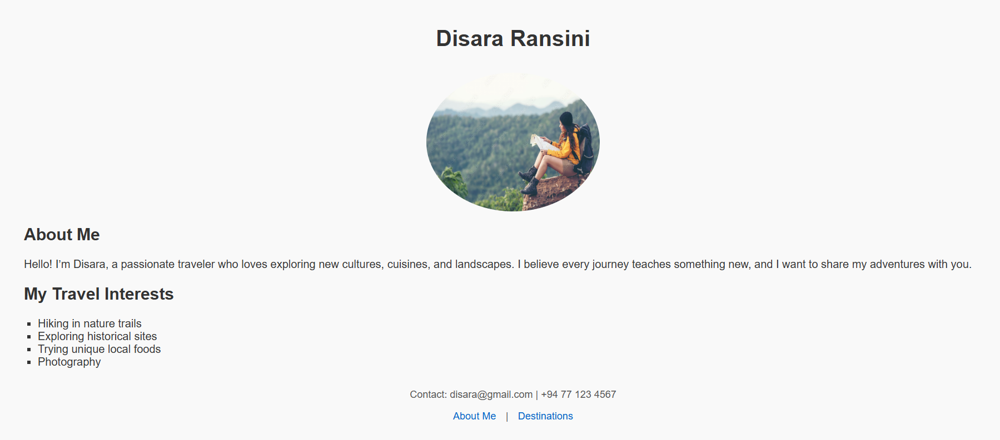 Disara Ransini
About Me
Hello! I’m Disara, a passionate traveler who loves exploring new cultures, cuisines, and landscapes. I believe every journey teaches something new, and I want to share my adventures with you.
My Travel Interests
Hiking in nature trails
Exploring historical sites
Trying unique local foods
Photography
Contact: disara@gmail.com | +94 77 123 4567
About Me | Destinations